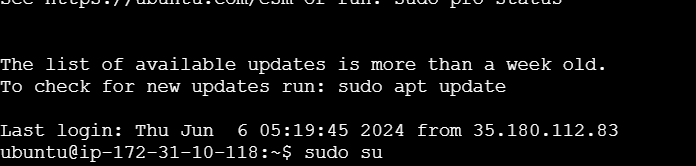 see https://ubuntu.com/esm or run: sudo pro status
The list of available updates is more than a week old.
To check for new updates run: sudo apt update
Last login: Thu Jun  6 05:19:45 2024 from 35.180.112.83
ubuntu@ip-172-31-10-118:~$ sudo su